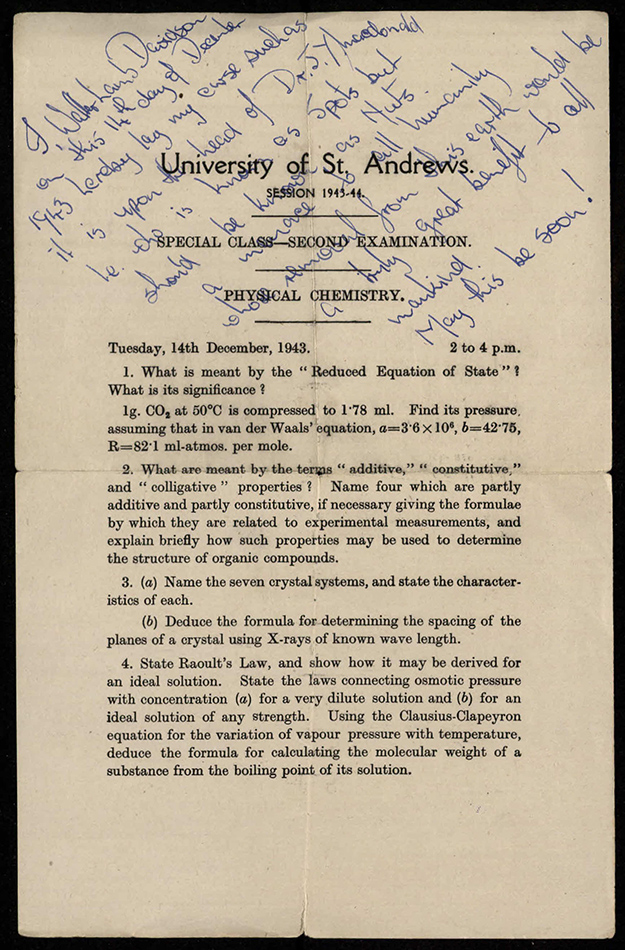 I Davidson
on this 14th day of December
1943 hereby lay my curse such as
it is upon the head of Dr. J. Y. Macdonald
he who is known as Spots but
should be known as Nuts.
a menace to all humanity
whose removal from this earth would be
a truly great benefit to all
mankind.
May this be soon!
University of St. Andrews.
SESSION 1943-44.
SPECIAL CLASS—SECOND EXAMINATION.
PHYSICAL CHEMISTRY.
Tuesday, 14th December, 1943. 2 to 4 p.m.
1. What is meant by the “ Reduced Equation of State ” ?
What is its significance ?
1g. CO₂ at 50°C is compressed to 1·78 ml. Find its pressure,
assuming that in van der Waals’ equation, a=3·6×10⁶, b=42·75,
R=82·1 ml-atmos. per mole.
2. What are meant by the terms “ additive,” “ constitutive,”
and “ colligative ” properties ? Name four which are partly
additive and partly constitutive, if necessary giving the formulae
by which they are related to experimental measurements, and
explain briefly how such properties may be used to determine
the structure of organic compounds.
3. (a) Name the seven crystal systems, and state the character-
istics of each.
(b) Deduce the formula for determining the spacing of the
planes of a crystal using X-rays of known wave length.
4. State Raoult’s Law, and show how it may be derived for
an ideal solution. State the laws connecting osmotic pressure
with concentration (a) for a very dilute solution and (b) for an
ideal solution of any strength. Using the Clausius-Clapeyron
equation for the variation of vapour pressure with temperature,
deduce the formula for calculating the molecular weight of a
substance from the boiling point of its solution.